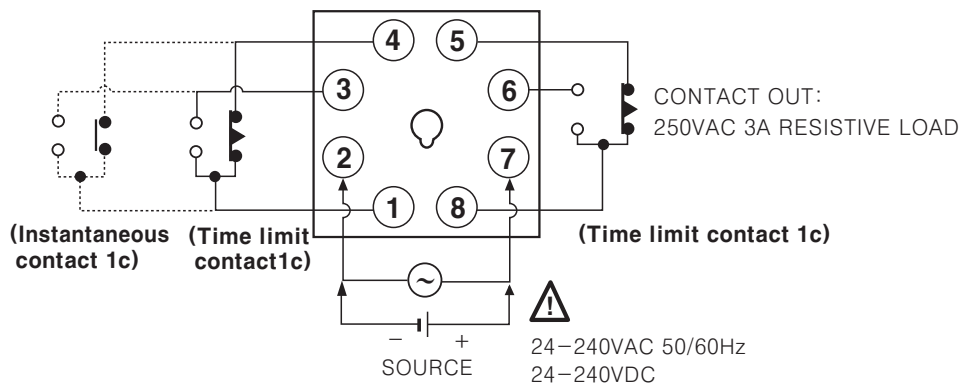 4 5
3 6
CONTACT OUT:
250VAC 3A RESISTIVE LOAD
2 7
1 8
(Instantaneous
contact 1c)
(Time limit
contact1c)
(Time limit contact 1c)
~
− +
SOURCE
!
24−240VAC 50/60Hz
24−240VDC